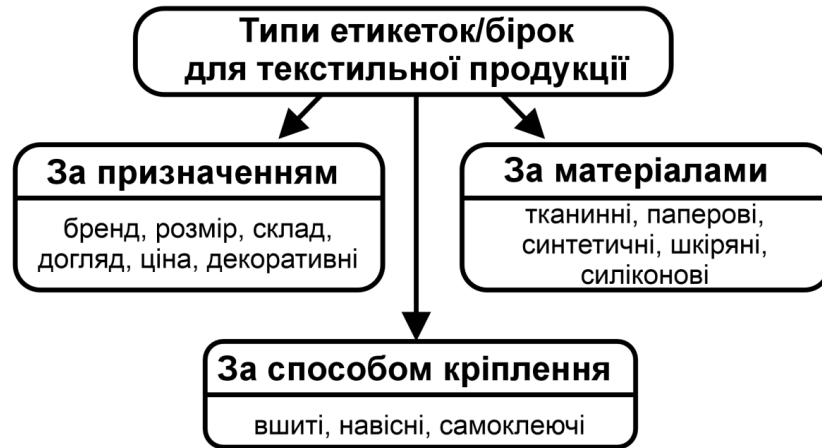 Типи етикеток/бірок
для текстильної продукції
За призначенням
бренд, розмір, склад,
догляд, ціна, декоративні
За матеріалами
тканинні, паперові,
синтетичні, шкіряні,
силіконові
За способом кріплення
вшиті, навісні, самоклеючі